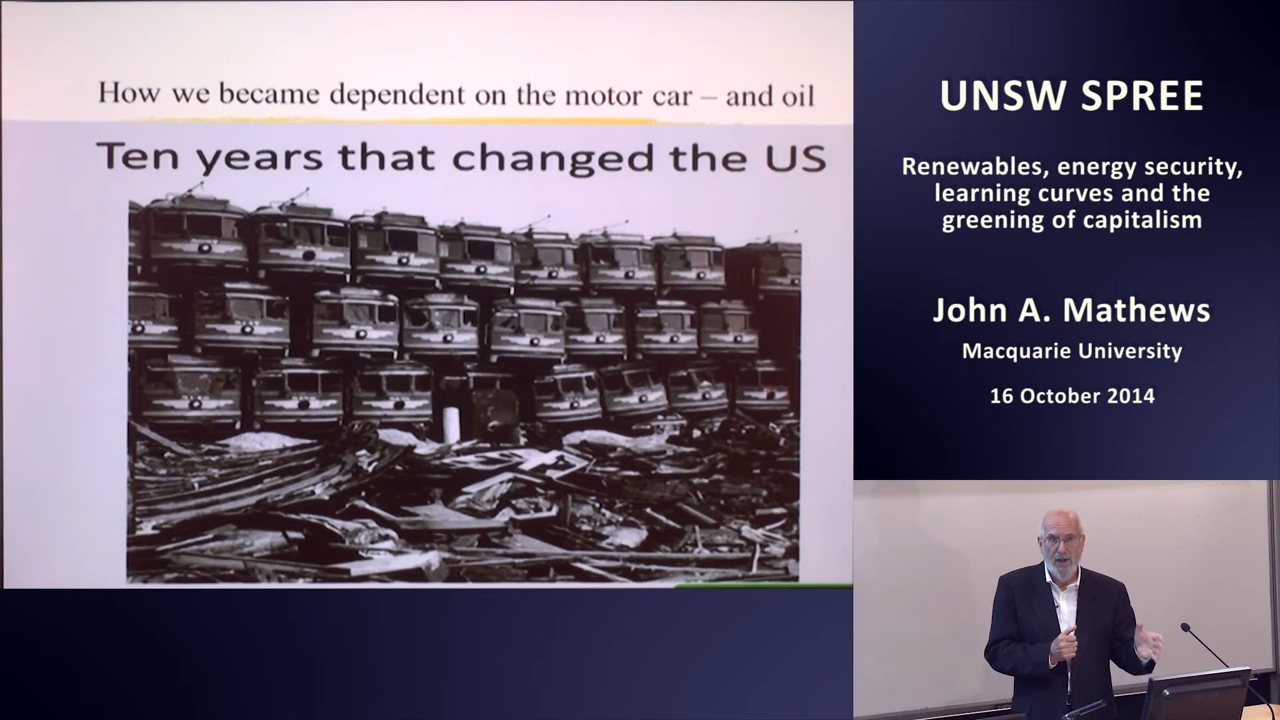 How we became dependent on the motor car – and oil
Ten years that changed the US
UNSW SPREE
Renewables, energy security,
learning curves and the
greening of capitalism
John A. Mathews
Macquarie University
16 October 2014